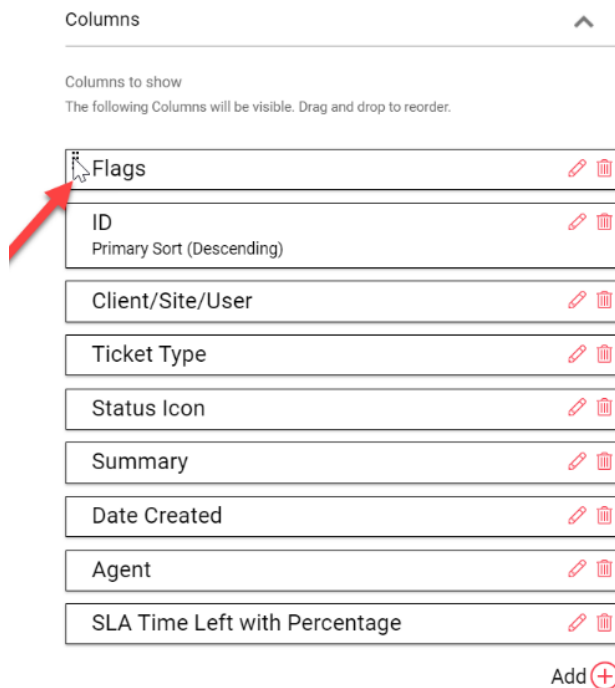 Columns
Columns to show
The following Columns will be visible. Drag and drop to reorder.
Flags
ID
Primary Sort (Descending)
Client/Site/User
Ticket Type
Status Icon
Summary
Date Created
Agent
SLA Time Left with Percentage
Add